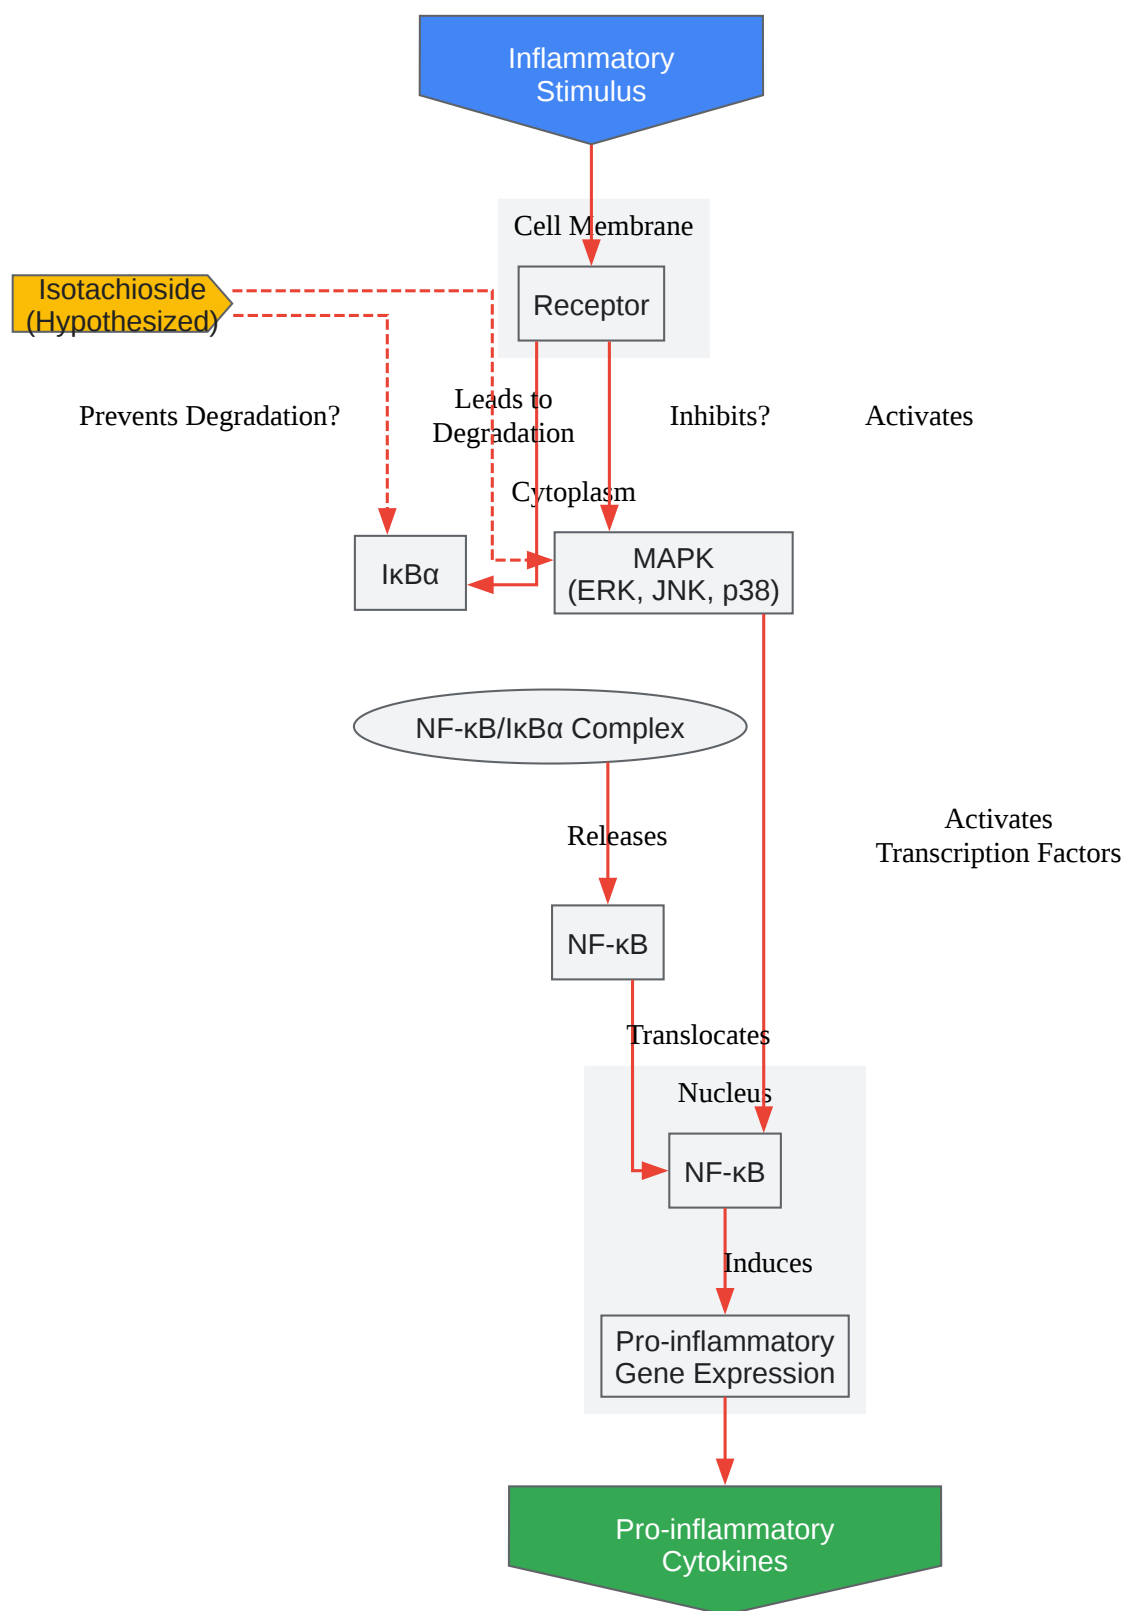 Inflammatory
Stimulus
Cell Membrane
Receptor
Isotachioside
(Hypothesized)
Prevents Degradation?
Leads to
Degradation
Inhibits?
Activates
Cytoplasm
IκBα
MAPK
(ERK, JNK, p38)
NF-κB/IκBα Complex
Releases
Activates
Transcription Factors
NF-κB
Translocates
Nucleus
NF-κB
Induces
Pro-inflammatory
Gene Expression
Pro-inflammatory
Cytokines